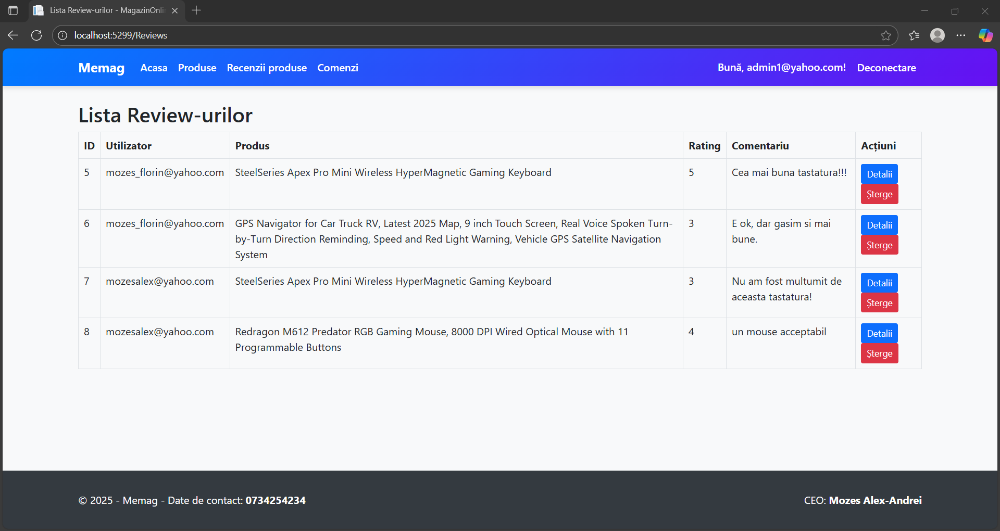 Lista Review-urilor - MagazinOnli
localhost:5299/Reviews
Memag Acasa Produse Recenzii produse Comenzi Bună, admin1@yahoo.com! Deconectare
Lista Review-urilor
ID Utilizator Produs Rating Comentariu Acțiuni
5 mozes_florin@yahoo.com SteelSeries Apex Pro Mini Wireless HyperMagnetic Gaming Keyboard 5 Cea mai buna tastatura!!! Detalii
Șterge
6 mozes_florin@yahoo.com GPS Navigator for Car Truck RV, Latest 2025 Map, 9 inch Touch Screen, Real Voice Spoken Turn- 3 E ok, dar gasim si mai Detalii
by-Turn Direction Reminding, Speed and Red Light Warning, Vehicle GPS Satellite Navigation bune. Șterge
System
7 mozesalex@yahoo.com SteelSeries Apex Pro Mini Wireless HyperMagnetic Gaming Keyboard 3 Nu am fost multumit de Detalii
aceasta tastatura! Șterge
8 mozesalex@yahoo.com Redragon M612 Predator RGB Gaming Mouse, 8000 DPI Wired Optical Mouse with 11 4 un mouse acceptabil Detalii
Programmable Buttons Șterge
© 2025 - Memag - Date de contact: 0734254234 CEO: Mozes Alex-Andrei